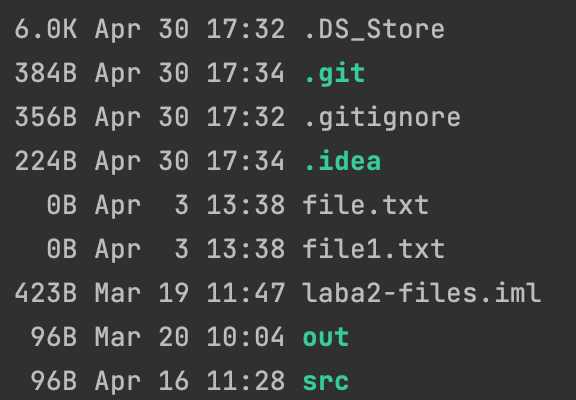 6.0K Apr 30 17:32 .DS_Store
384B Apr 30 17:34 .git
356B Apr 30 17:32 .gitignore
224B Apr 30 17:34 .idea
0B Apr  3 13:38 file.txt
0B Apr  3 13:38 file1.txt
423B Mar 19 11:47 laba2-files.iml
96B Mar 20 10:04 out
96B Apr 16 11:28 src